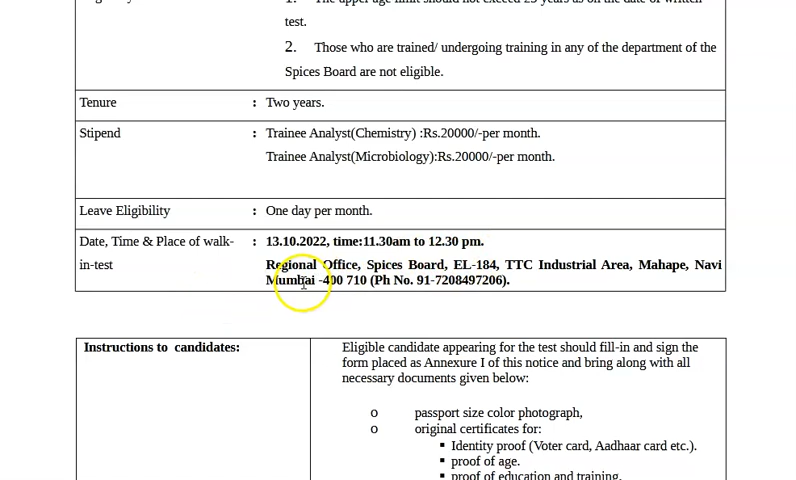 1. The upper age limit should not exceed 25 years as on the date of written
test.
2. Those who are trained/ undergoing training in any of the department of the
Spices Board are not eligible.
Tenure : Two years.
Stipend : Trainee Analyst(Chemistry) :Rs.20000/-per month.
Trainee Analyst(Microbiology):Rs.20000/-per month.
Leave Eligibility : One day per month.
Date, Time & Place of walk- : 13.10.2022, time:11.30am to 12.30 pm.
in-test Regional Office, Spices Board, EL-184, TTC Industrial Area, Mahape, Navi
Mumbai -400 710 (Ph No. 91-7208497206).
Instructions to candidates: Eligible candidate appearing for the test should fill-in and sign the
form placed as Annexure I of this notice and bring along with all
necessary documents given below:
o passport size color photograph,
o original certificates for:
▪ Identity proof (Voter card, Aadhaar card etc.).
▪ proof of age.
▪ proof of education and training.